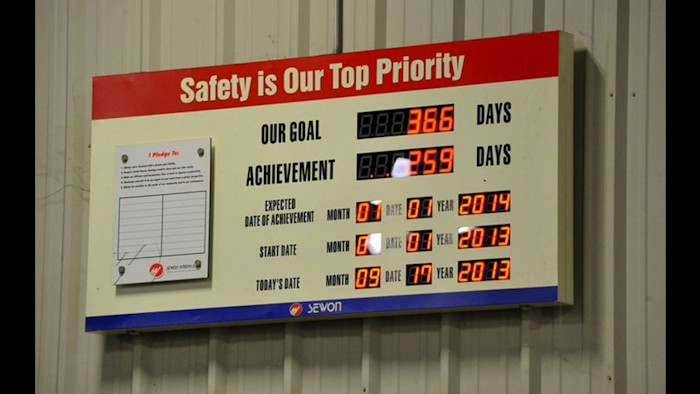 Safety is Our Top Priority
OUR GOAL 366 DAYS
ACHIEVEMENT 259 DAYS
EXPECTED
DATE OF ACHIEVEMENT MONTH 01 DATE 01 YEAR 2014
START DATE MONTH 0 DATE 01 YEAR 2013
TODAY'S DATE MONTH 09 DATE 17 YEAR 2013
I Pledge To:
SEWON